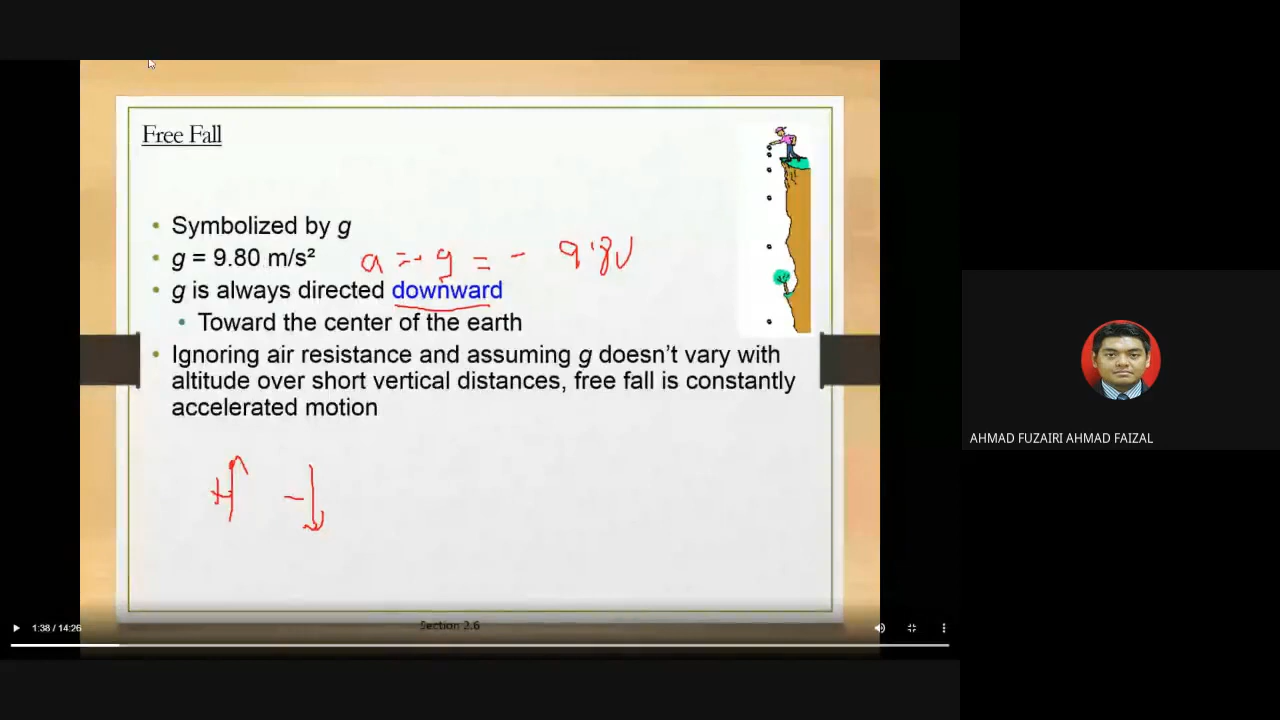 Free Fall
• Symbolized by g
• g = 9.80 m/s²
a = - g = - 9.80
• g is always directed downward
• Toward the center of the earth
• Ignoring air resistance and assuming g doesn't vary with
altitude over short vertical distances, free fall is constantly
accelerated motion
+ -
Section 2.6
1:38 / 14:26
AHMAD FUZAIRI AHMAD FAIZAL